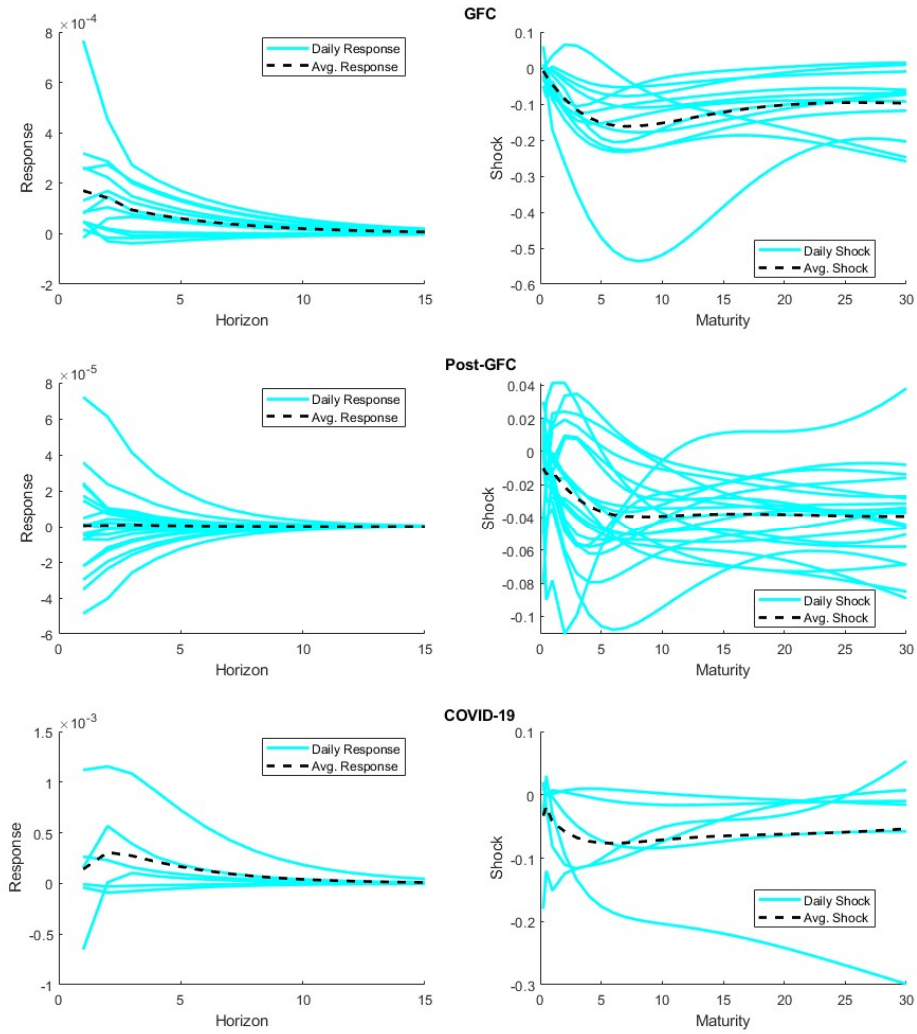 GFC
×10⁻⁴
8
6
4
2
0
-2
Response
Daily Response
Avg. Response
0 5 10 15
Horizon
0.1
0
-0.1
-0.2
-0.3
-0.4
-0.5
-0.6
Shock
Daily Shock
Avg. Shock
0 5 10 15 20 25 30
Maturity
Post-GFC
×10⁻⁵
8
6
4
2
0
-2
-4
-6
Response
Daily Response
Avg. Response
0 5 10 15
Horizon
0.04
0.02
0
-0.02
-0.04
-0.06
-0.08
-0.1
Shock
Daily Shock
Avg. Shock
0 5 10 15 20 25 30
Maturity
COVID-19
×10⁻³
1.5
1
0.5
0
-0.5
-1
Response
Daily Response
Avg. Response
0 5 10 15
Horizon
0.1
0
-0.1
-0.2
-0.3
Shock
Daily Shock
Avg. Shock
0 5 10 15 20 25 30
Maturity